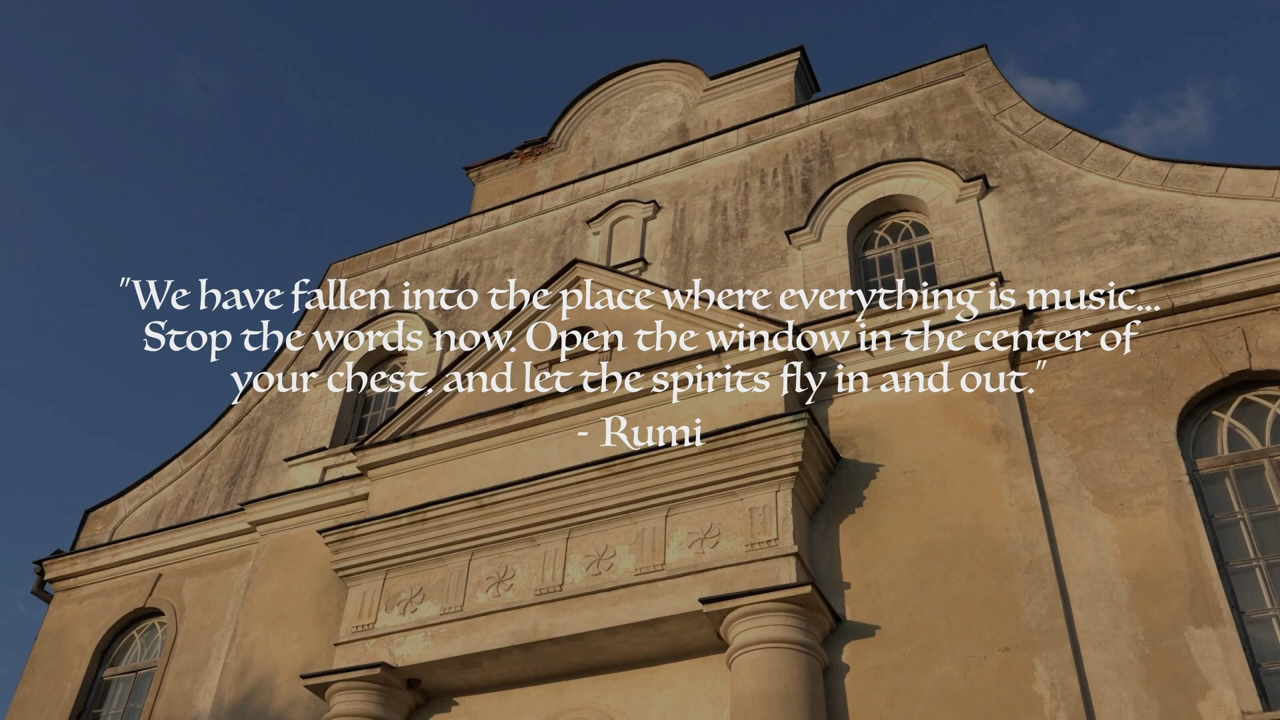 "We have fallen into the place where everything is music...
Stop the words now. Open the window in the center of
your chest, and let the spirits fly in and out."
- Rumi